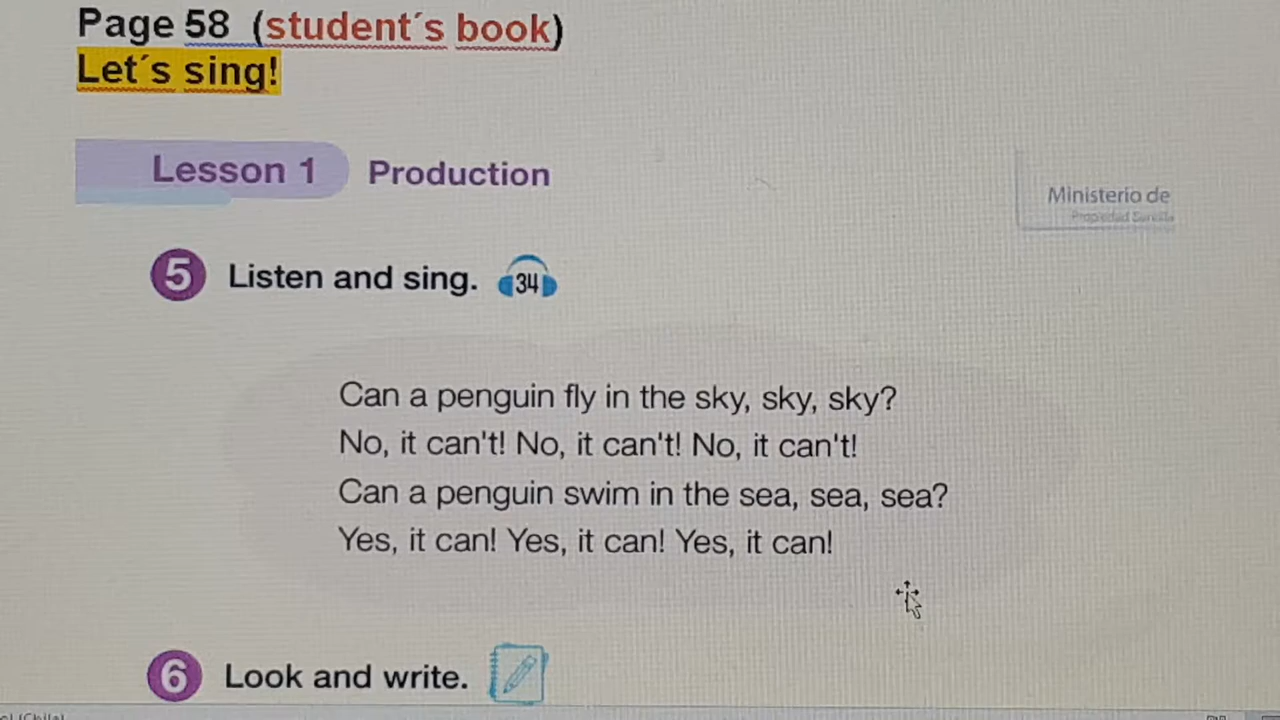 Page 58 (student´s book)
Let´s sing!
Lesson 1 Production
Ministerio de
5 Listen and sing. 34
Can a penguin fly in the sky, sky, sky?
No, it can't! No, it can't! No, it can't!
Can a penguin swim in the sea, sea, sea?
Yes, it can! Yes, it can! Yes, it can!
6 Look and write.